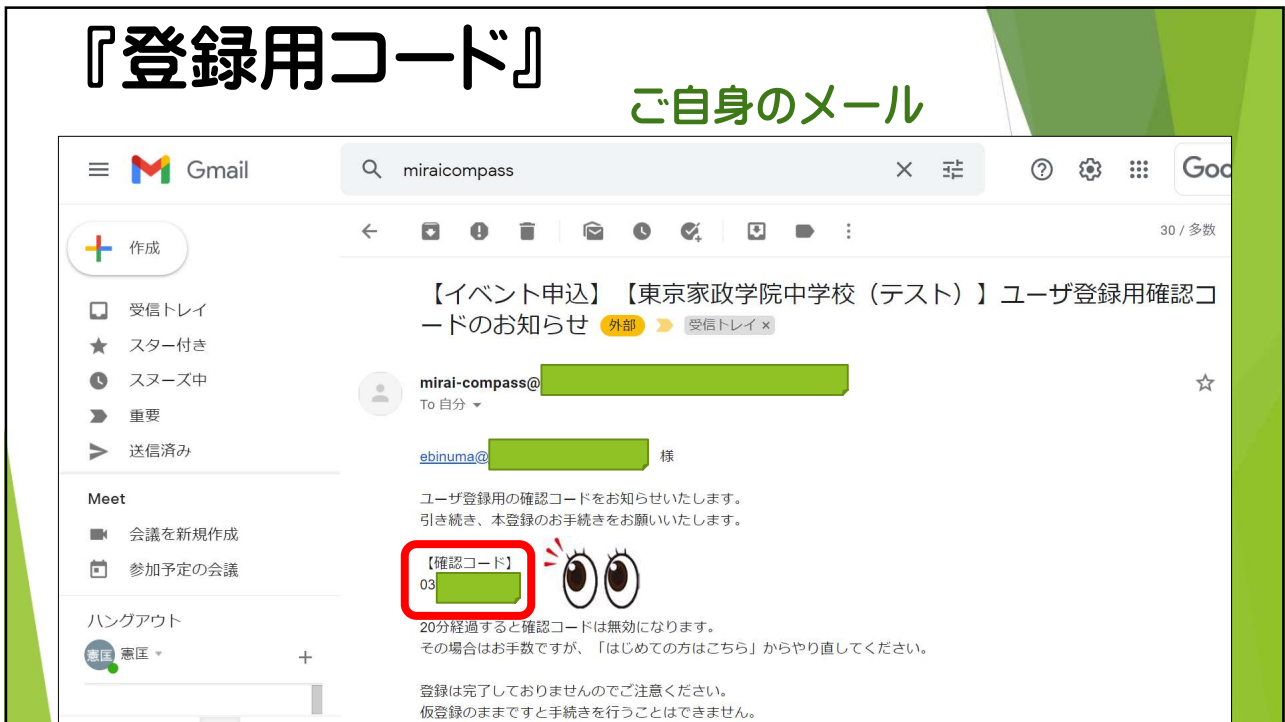 『登録用コード』
ご自身のメール
Gmail
miraicompass
Goo
作成
30 / 多数
受信トレイ
スター付き
スヌーズ中
重要
送信済み
【イベント申込】【東京家政学院中学校（テスト）】ユーザ登録用確認コ
ードのお知らせ 外部 受信トレイ ×
mirai-compass@
To 自分
ebinuma@ 様
ユーザ登録用の確認コードをお知らせいたします。
引き続き、本登録のお手続きをお願いいたします。
【確認コード】
03
20分経過すると確認コードは無効になります。
その場合はお手数ですが、「はじめての方はこちら」からやり直してください。
登録は完了しておりませんのでご注意ください。
仮登録のままですと手続きを行うことはできません。
Meet
会議を新規作成
参加予定の会議
ハングアウト
憲匡 憲匡